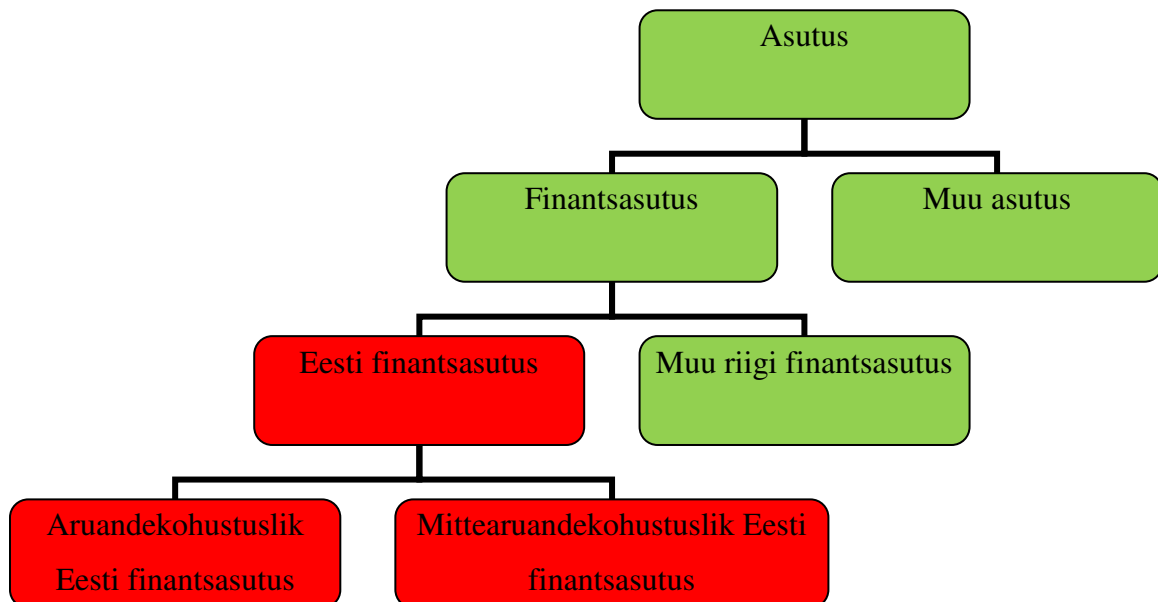 Asutus
Finantsasutus
Muu asutus
Eesti finantsasutus
Muu riigi finantsasutus
Aruandekohustuslik
Eesti finantsasutus
Mittearuandekohustuslik Eesti
finantsasutus